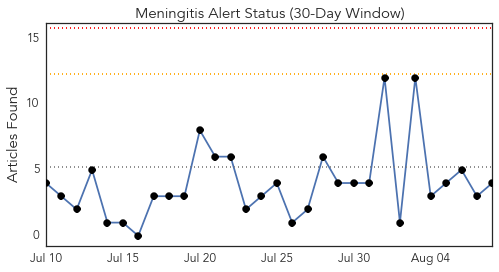 Meningitis Alert Status (30-Day Window)
Articles Found
15
10
5
0
Jul 10 Jul 15 Jul 20 Jul 25 Jul 30 Aug 04